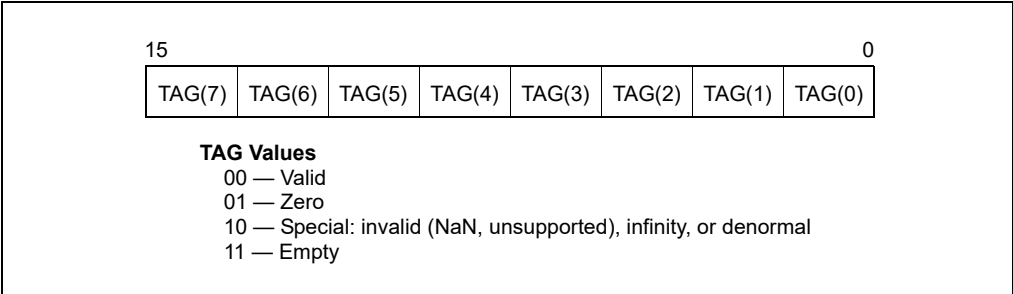 15 0
TAG(7) TAG(6) TAG(5) TAG(4) TAG(3) TAG(2) TAG(1) TAG(0)
TAG Values
00 — Valid
01 — Zero
10 — Special: invalid (NaN, unsupported), infinity, or denormal
11 — Empty